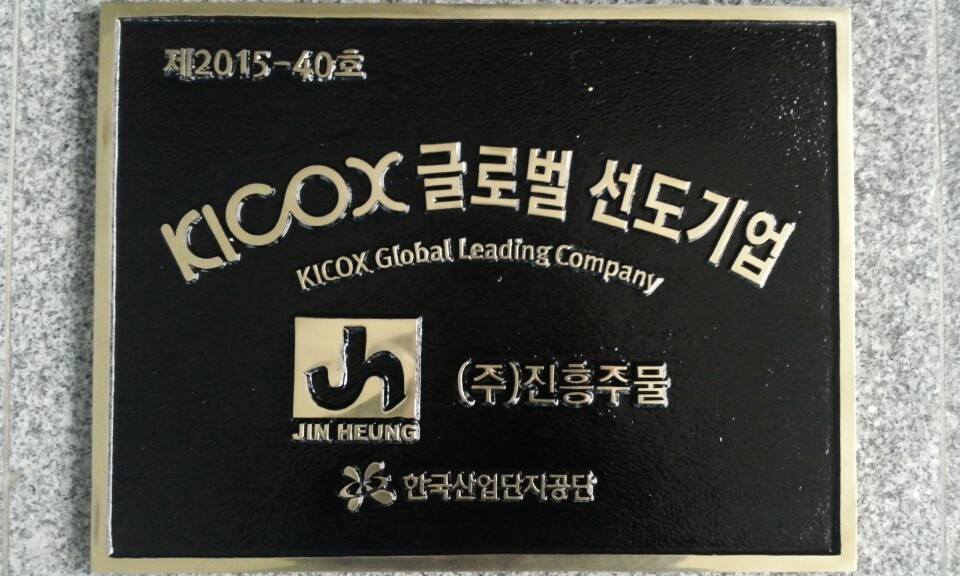 제2015-40호
KICOX 글로벌 선도기업
KICOX Global Leading Company
jh
JIN HEUNG
(주)진흥주물
한국산업단지공단